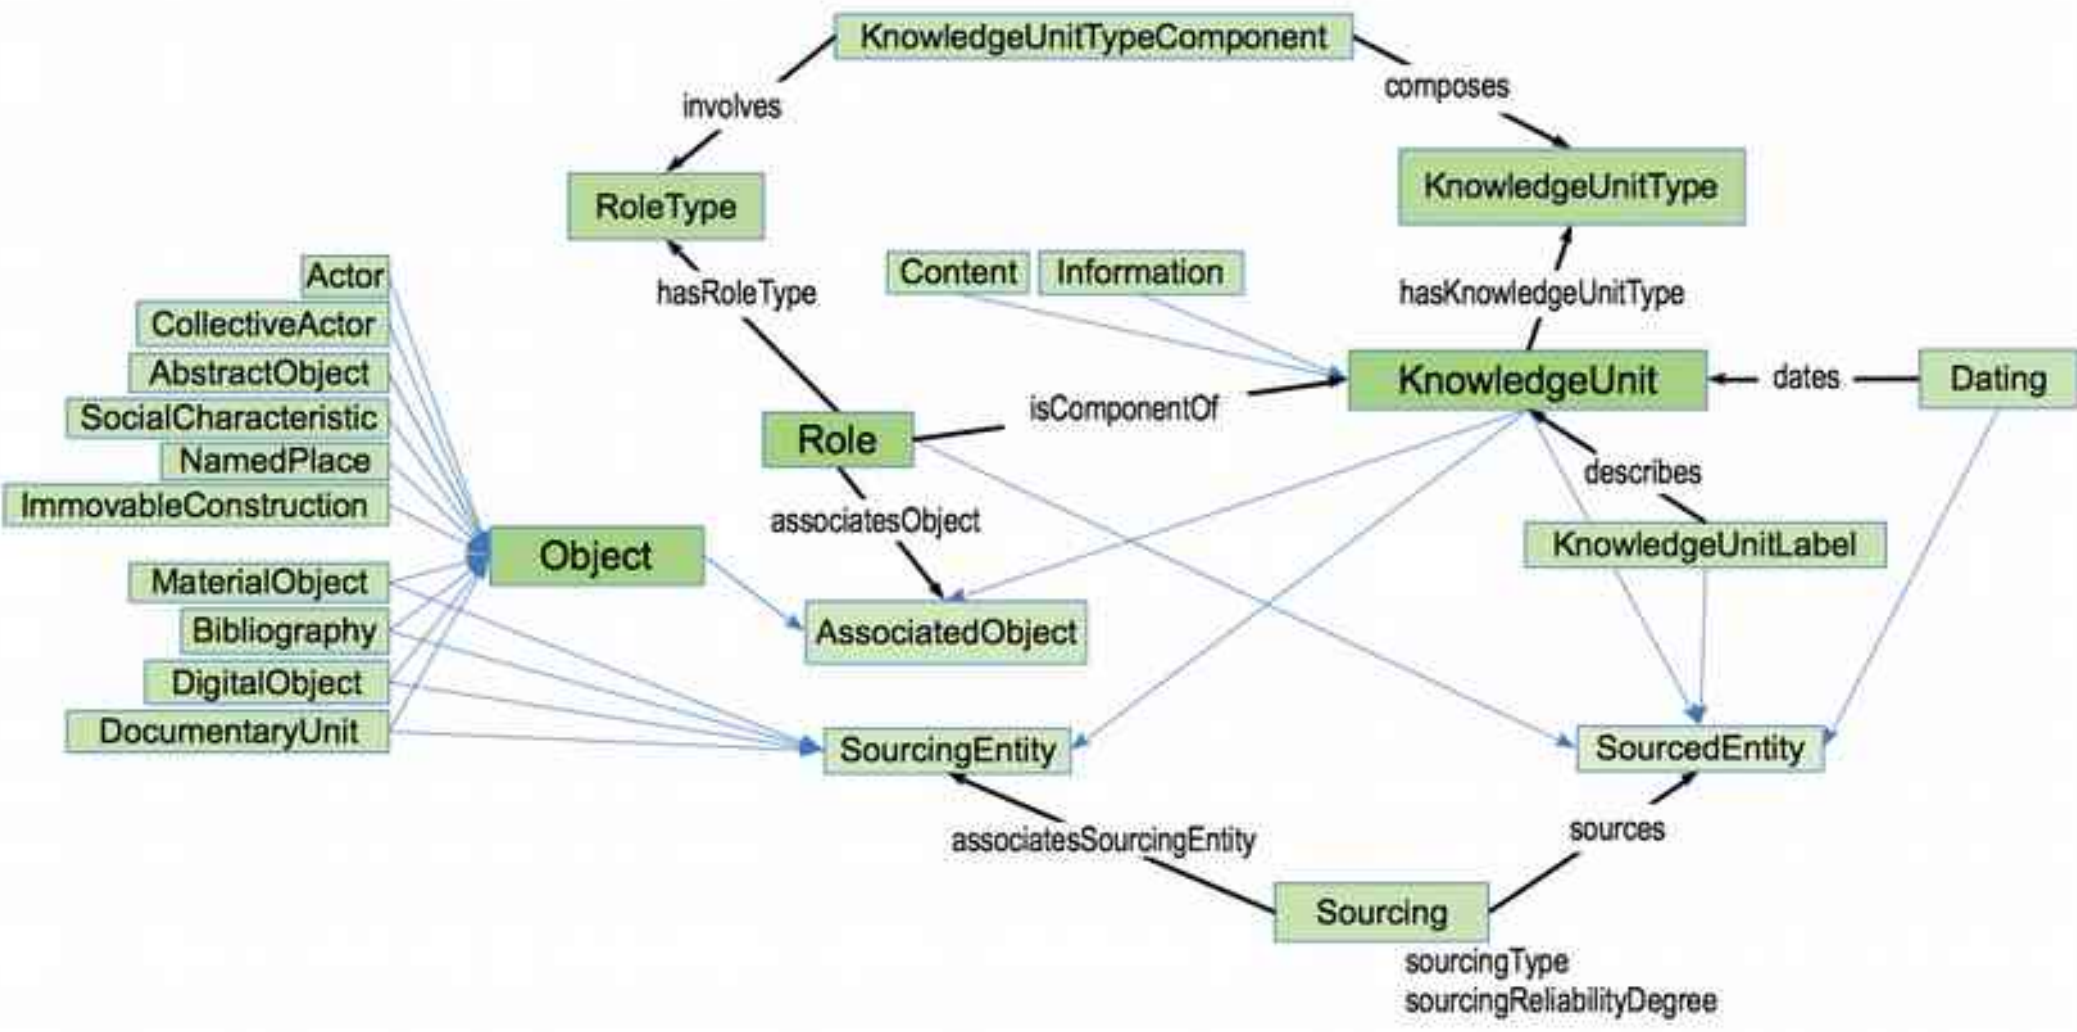 KnowledgeUnitTypeComponent
involves
composes
RoleType
KnowledgeUnitType
Actor
Content
Information
hasRoleType
hasKnowledgeUnitType
CollectiveActor
AbstractObject
KnowledgeUnit
dates
Dating
SocialCharacteristic
isComponentOf
Role
NamedPlace
describes
ImmovableConstruction
associatesObject
Object
KnowledgeUnitLabel
MaterialObject
Bibliography
AssociatedObject
DigitalObject
DocumentaryUnit
SourcingEntity
SourcedEntity
associatesSourcingEntity
sources
Sourcing
sourcingType
sourcingReliabilityDegree